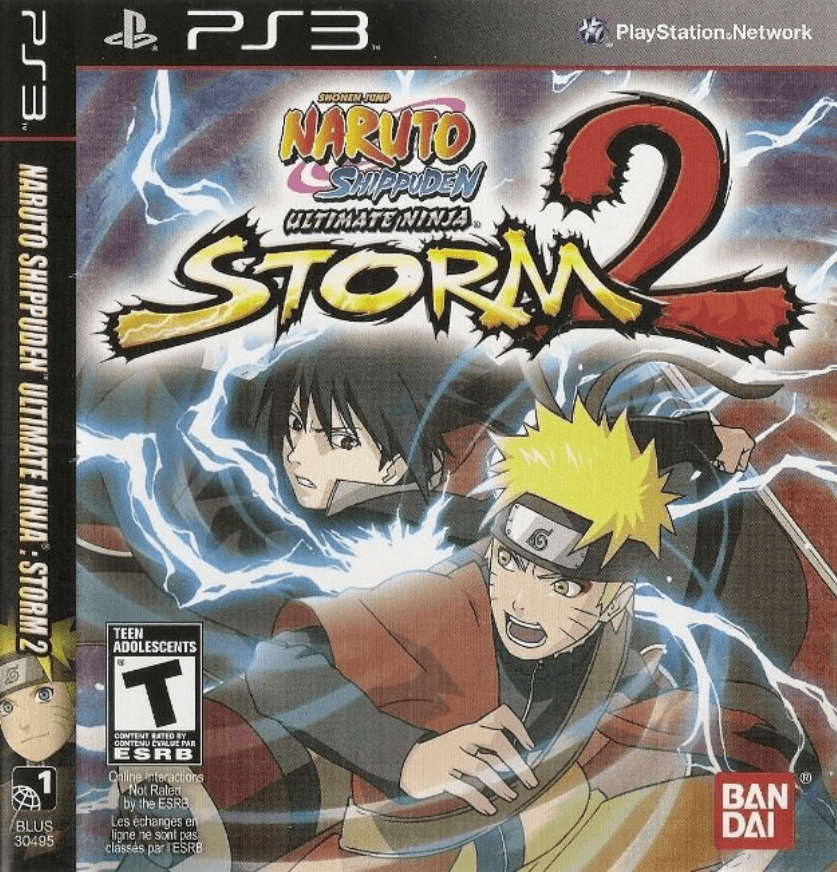 PS3
NARUTO SHIPPUDEN ULTIMATE NINJA® : STORM 2
1
BLUS
30495
PS3
PlayStation®Network
SHONEN JUMP
NARUTO
SHIPPUDEN
ULTIMATE NINJA®
STORM 2
TEEN
ADOLESCENTS
T
CONTENT RATED BY
CONTENU ÉVALUÉ PAR
ESRB
Online Interactions
Not Rated
by the ESRB
Les échanges en
ligne ne sont pas
classés par l'ESRB
BAN
DAI
®